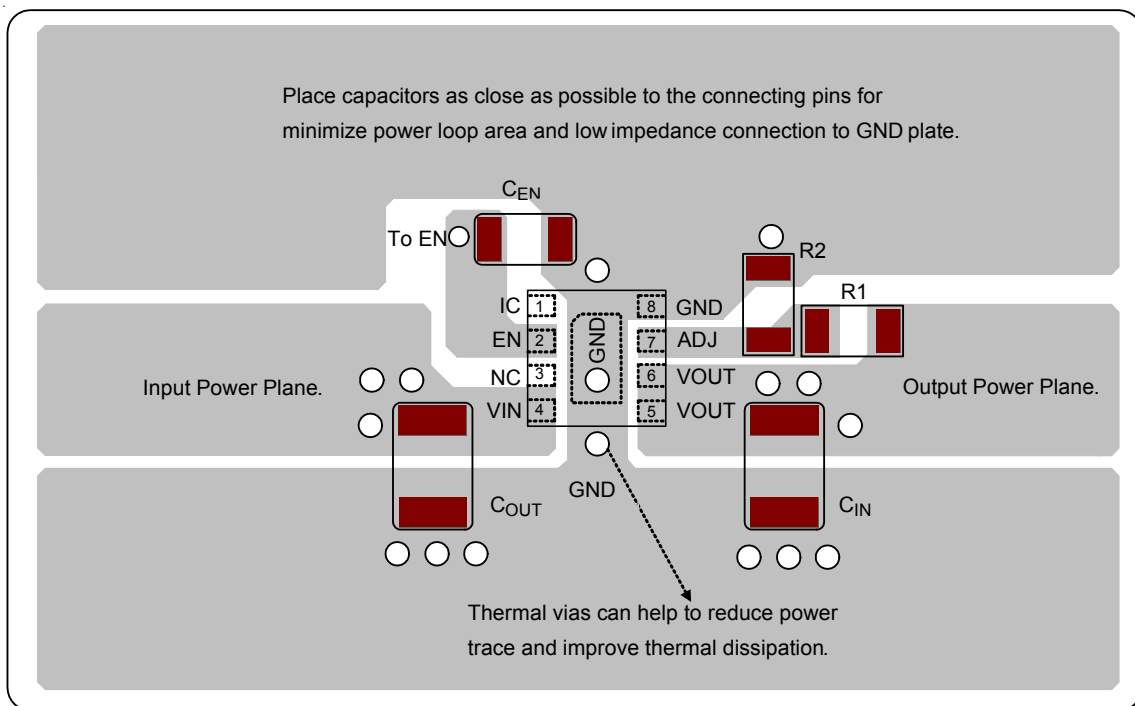 Place capacitors as close as possible to the connecting pins for
minimize power loop area and low impedance connection to GND plate.
CEN
To EN
R2
R1
IC 1
8 GND
EN 2
GND
7 ADJ
NC 3
6 VOUT
VIN 4
5 VOUT
Input Power Plane.
Output Power Plane.
GND
COUT
CIN
Thermal vias can help to reduce power
trace and improve thermal dissipation.